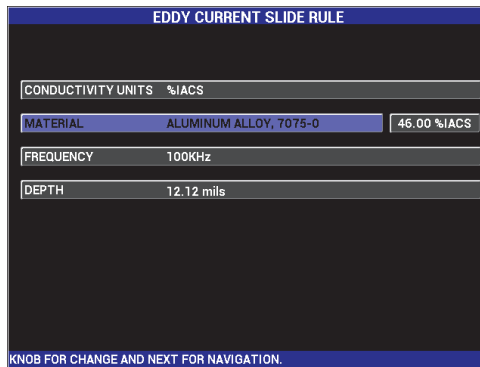 EDDY CURRENT SLIDE RULE
CONDUCTIVITY UNITS %IACS
MATERIAL ALUMINUM ALLOY, 7075-0 46.00 %IACS
FREQUENCY 100KHz
DEPTH 12.12 mils
KNOB FOR CHANGE AND NEXT FOR NAVIGATION.